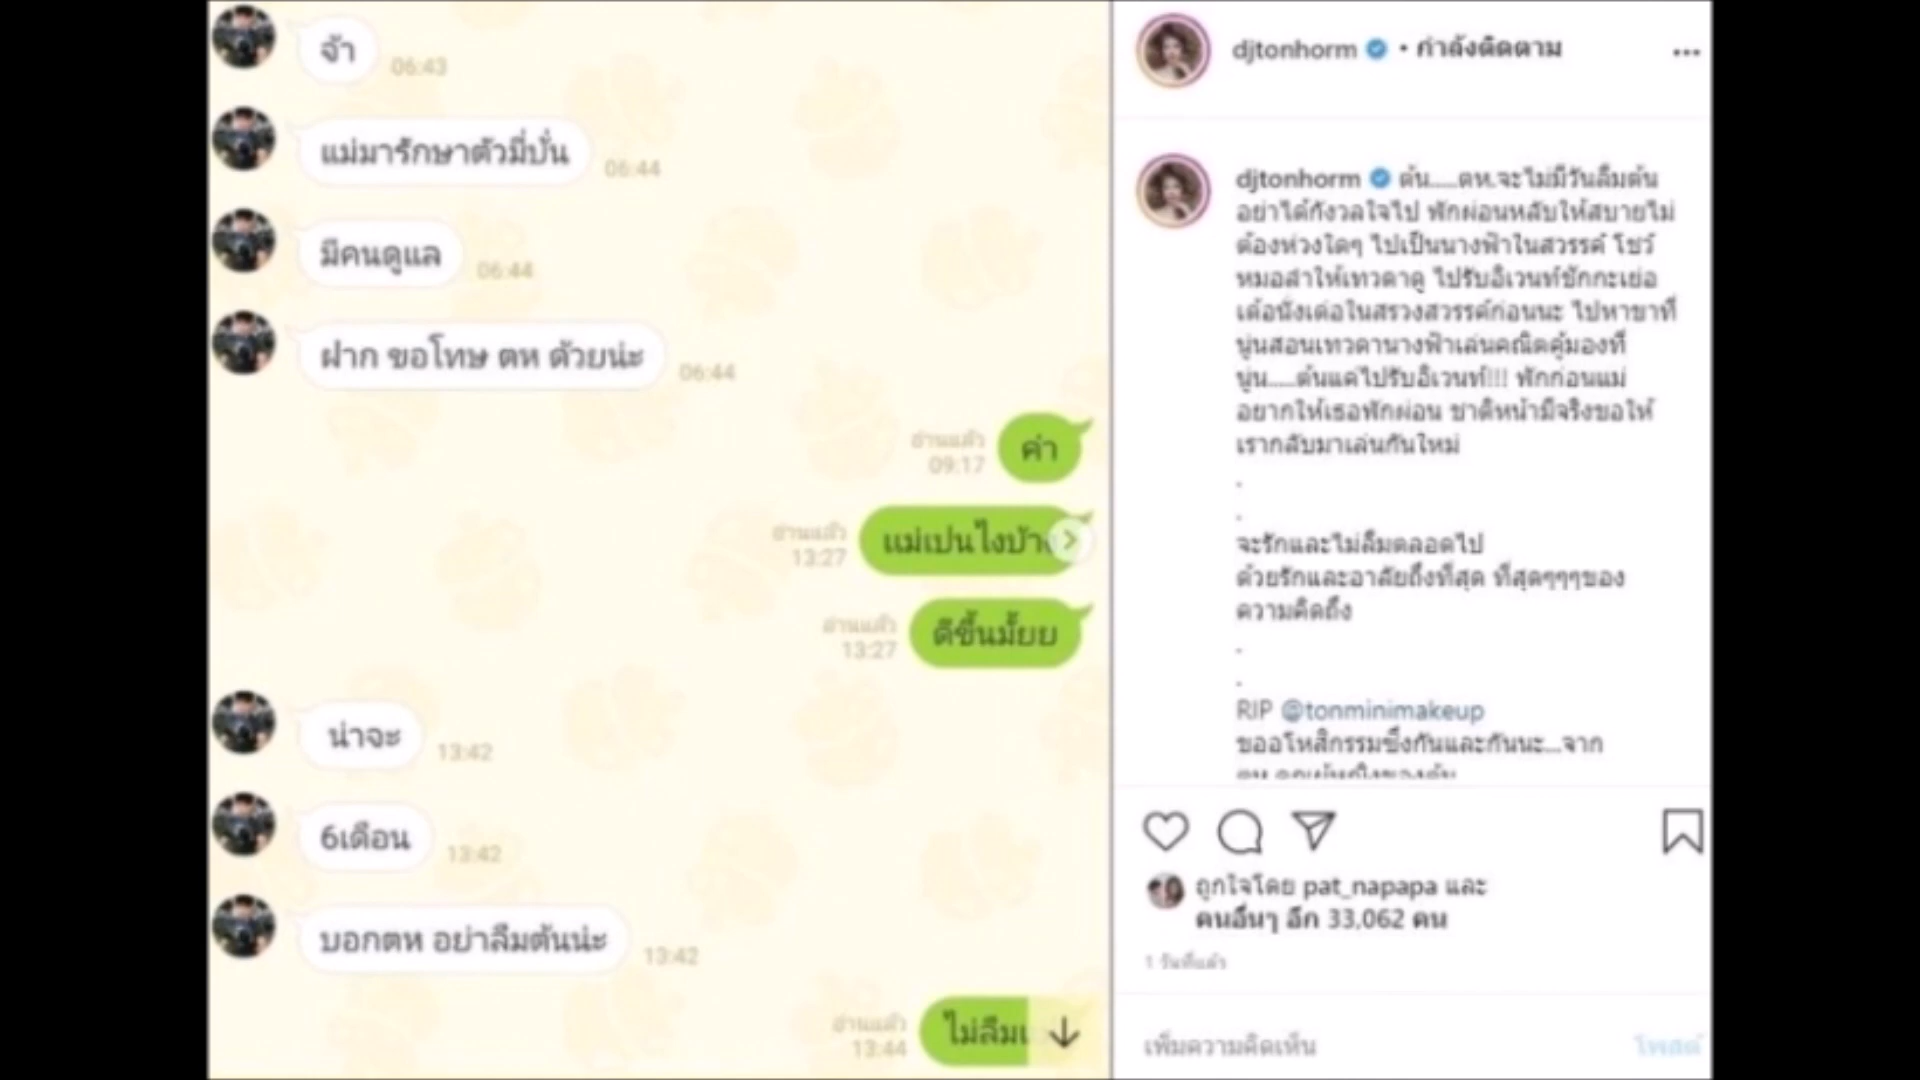 จ้า
06:43
แม่มารักษาตัวมี่ปั่น
06:44
มีคนดูแล
06:44
ฝาก ขอโทษ ตห ด้วยน่ะ
06:44
อ่านแล้ว
09:17
ค่า
อ่านแล้ว
13:27
แม่เปนไงบ้าง
อ่านแล้ว
13:27
ดีขึ้นมั้ยย
น่าจะ
13:42
6เดือน
13:42
บอกตห อย่าลืมต้นน่ะ
13:42
อ่านแล้ว
13:44
ไม่ลืม
djtonhorm • กำลังติดตาม
djtonhorm ต้น.....ตห.จะไม่มีวันลืมต้น
อย่าได้กังวลใจไป พักผ่อนหลับให้สบายไม่
ต้องห่วงใดๆ ไปเป็นนางฟ้าในสวรรค์ โชว์
หมอลำให้เทวดาดู ไปรับอีเวนท์ชักกะเย่อ
เด้อนั่งเด่อในสรวงสวรรค์ก่อนนะ ไปหาขาที่
นู่นสอนเทวดานางฟ้าเล่นคณิตคู้มองที่
นู่น.....ต้นแค่ไปรับอีเวนท์!!! พักก่อนแม่
อยากให้เธอพักผ่อน ชาติหน้ามีจริงขอให้
เรากลับมาเล่นกันใหม่
.
.
จะรักและไม่ลืมตลอดไป
ด้วยรักและอาลัยถึงที่สุด ที่สุดๆๆๆของ
ความคิดถึง
.
.
RIP @tonminimakeup
ขออโหสิกรรมซึ่งกันและกันนะ...จาก
ถูกใจโดย pat_napapa และ
คนอื่นๆ อีก 33,062 คน
1 วันที่แล้ว
เพิ่มความคิดเห็น
โพสต์